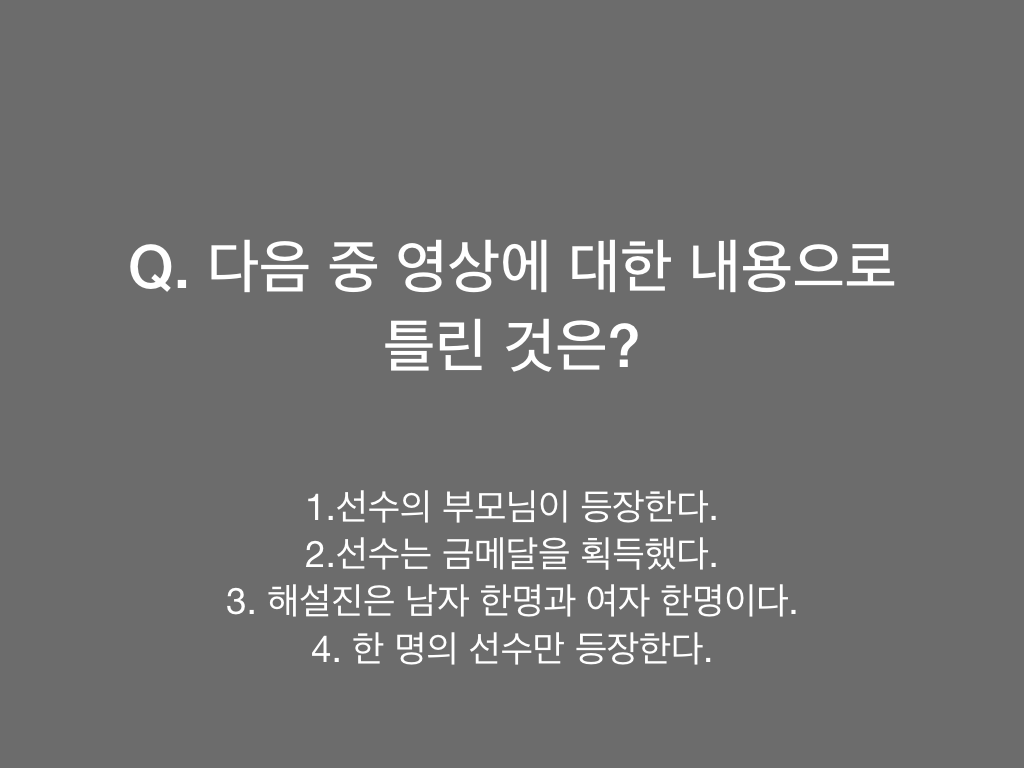 Q. 다음 중 영상에 대한 내용으로
틀린 것은?
1.선수의 부모님이 등장한다.
2.선수는 금메달을 획득했다.
3. 해설진은 남자 한명과 여자 한명이다.
4. 한 명의 선수만 등장한다.